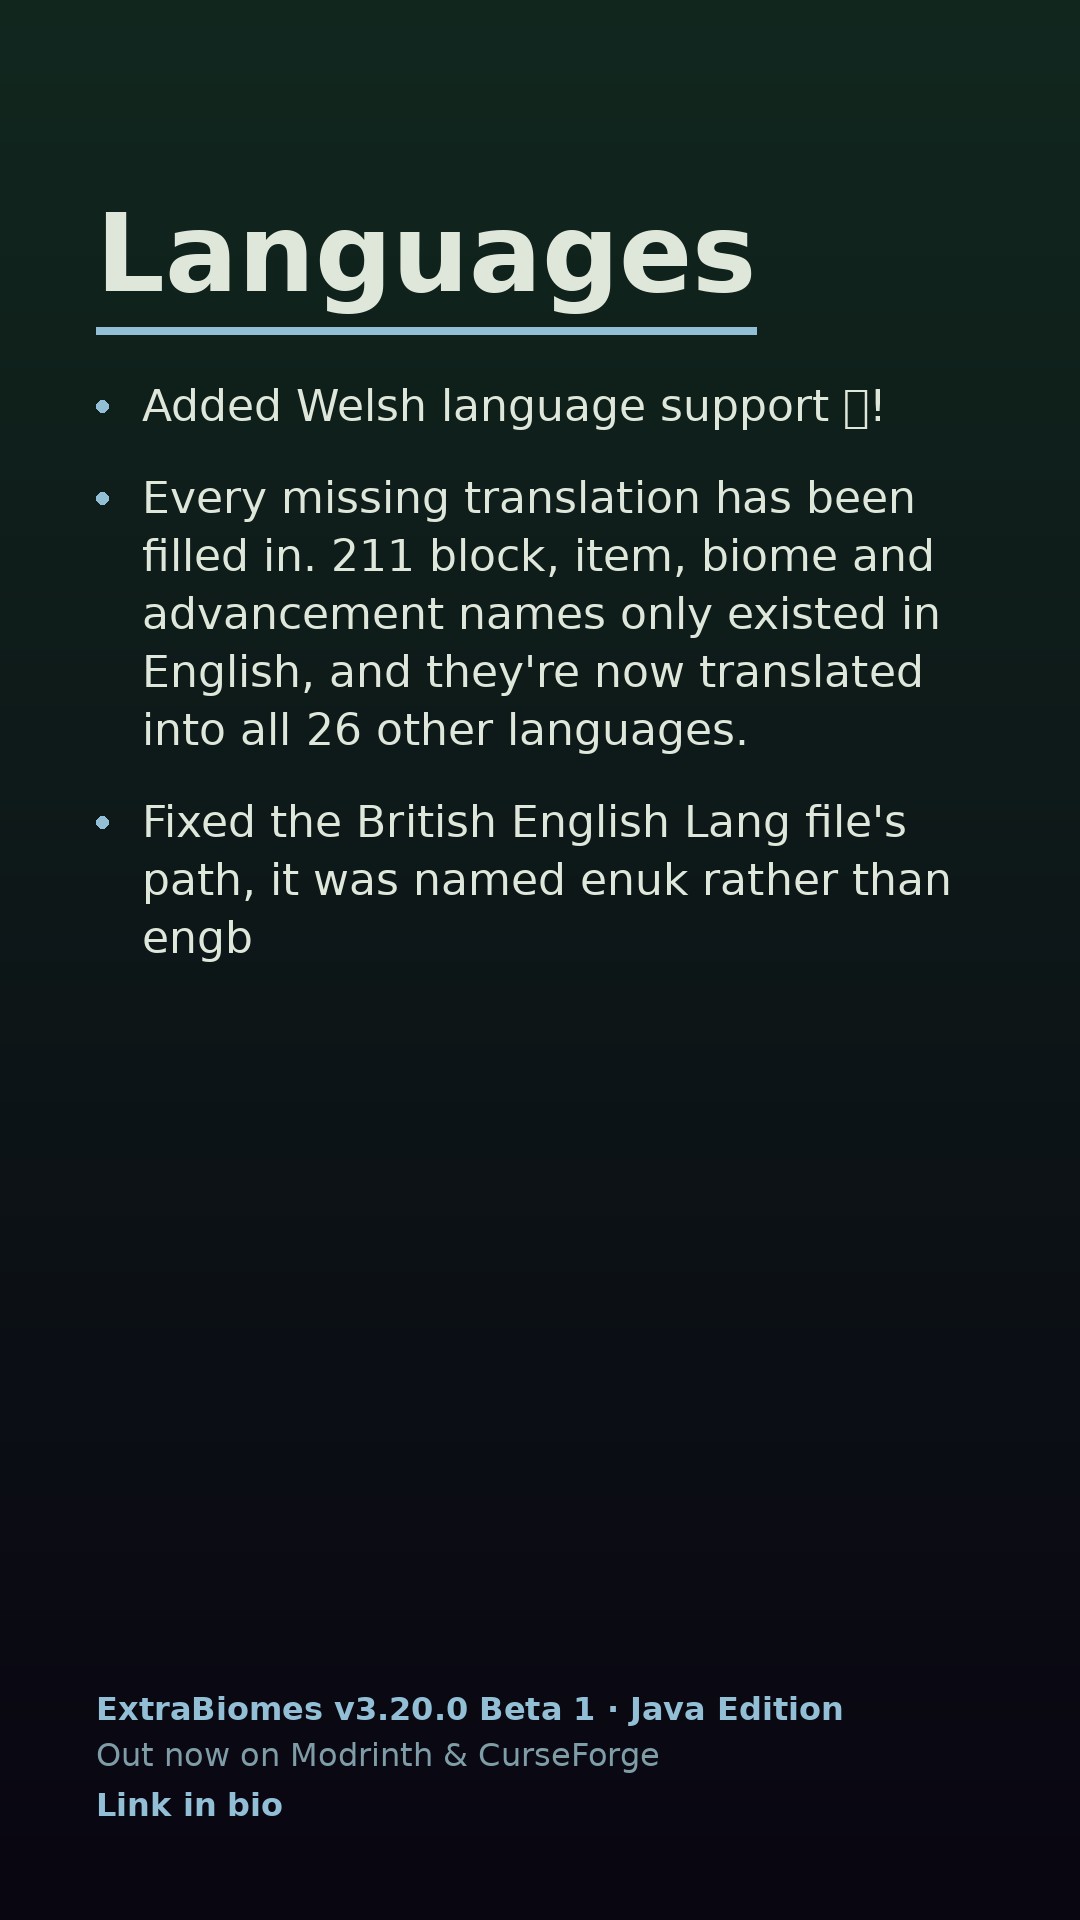 Languages
• Added Welsh language support !
• Every missing translation has been
filled in. 211 block, item, biome and
advancement names only existed in
English, and they're now translated
into all 26 other languages.
• Fixed the British English Lang file's
path, it was named enuk rather than
engb
ExtraBiomes v3.20.0 Beta 1 · Java Edition
Out now on Modrinth & CurseForge
Link in bio